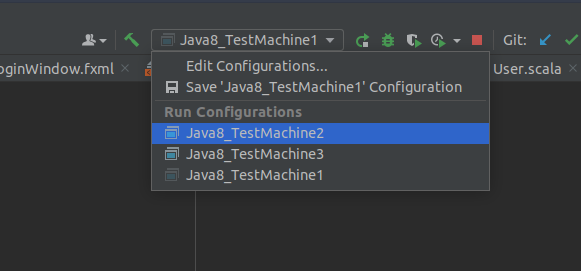 Java8_TestMachine1
Git:
oginWindow.fxml
User.scala
Edit Configurations...
Save 'Java8_TestMachine1' Configuration
Run Configurations
Java8_TestMachine2
Java8_TestMachine3
Java8_TestMachine1